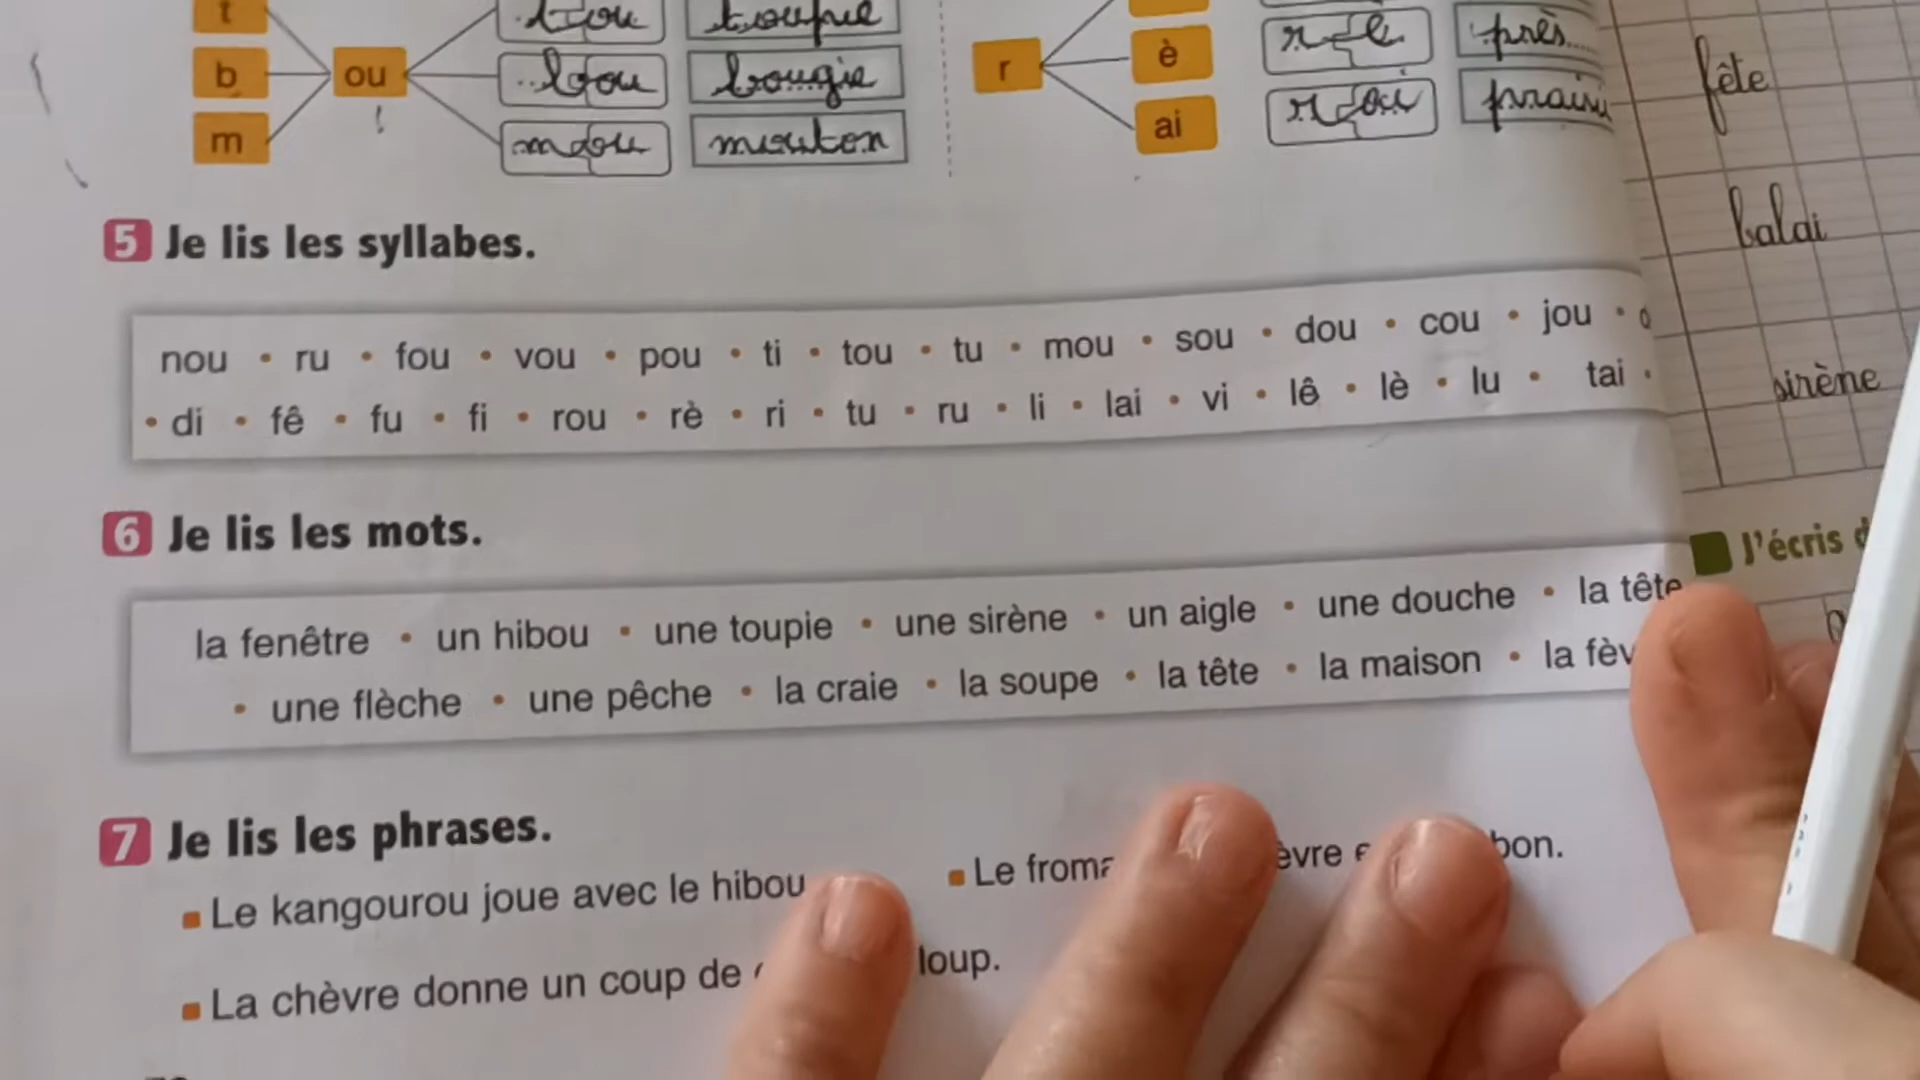 t tou toupie
b ou bou bougie
m mou mouton
r è près
ai rai
fête
balai
sirène
5 Je lis les syllabes.
nou • ru • fou • vou • pou • ti • tou • tu • mou • sou • dou • cou • jou •
• di • fê • fu • fi • rou • rè • ri • tu • ru • li • lai • vi • lê • lè • lu • tai •
6 Je lis les mots.
la fenêtre • un hibou • une toupie • une sirène • un aigle • une douche • la tête
• une flèche • une pêche • la craie • la soupe • la tête • la maison • la fèv
J'écris
7 Je lis les phrases.
Le kangourou joue avec le hibou
Le froma èvre e bon.
La chèvre donne un coup de loup.